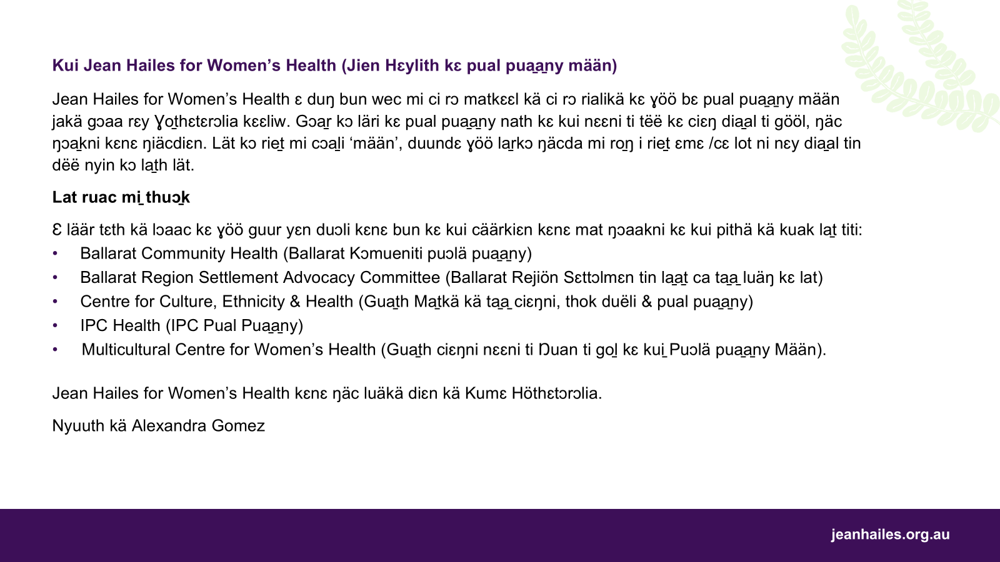 Kui Jean Hailes for Women’s Health (Jien Hɛylith kɛ pual pua̱a̱ny mään)
Jean Hailes for Women’s Health ɛ duŋ bun wec mi ci rɔ matkɛɛl kä ci rɔ rialikä kɛ ɣöö bɛ pual pua̱a̱ny mään
jakä gɔaa rɛy Ɣo̱thɛtɛrɔlia kɛɛliw. Gɔa̱r kɔ läri kɛ pual pua̱a̱ny nath kɛ kui nɛɛni ti tëë kɛ ciɛŋ dia̱al ti gööl, ŋäc
ŋɔa̱kni kɛnɛ ŋiäcdiɛn. Lät kɔ rie̱t mi cɔa̱li ‘mään’, duundɛ ɣöö la̱rkɔ ŋäcda mi ro̱ŋ i rie̱t ɛmɛ /cɛ lot ni nɛy dia̱al tin
dëë nyin kɔ la̱th lät.
Lat ruac mi̱ thuɔ̱k
Ɛ läär tɛth kä lɔaac kɛ ɣöö guur yɛn duɔli kɛnɛ bun kɛ kui cäärkiɛn kɛnɛ mat ŋɔaakni kɛ kui pithä kä kuak la̱t titi:
• Ballarat Community Health (Ballarat Kɔmueniti puɔlä pua̱a̱ny)
• Ballarat Region Settlement Advocacy Committee (Ballarat Rejiön Sɛttɔlmɛn tin la̱a̱t ca ta̱a̱ luäŋ kɛ lat)
• Centre for Culture, Ethnicity & Health (Gua̱th Ma̱tkä kä ta̱a̱ ciɛŋni, thok duëli & pual pua̱a̱ny)
• IPC Health (IPC Pual Pua̱a̱ny)
• Multicultural Centre for Women’s Health (Gua̱th ciɛŋni nɛɛni ti Ŋuan ti go̱l kɛ kui̱ Puɔlä pua̱a̱ny Mään).
Jean Hailes for Women’s Health kɛnɛ ŋäc luäkä diɛn kä Kumɛ Höthɛtɔrɔlia.
Nyuuth kä Alexandra Gomez
jeanhailes.org.au